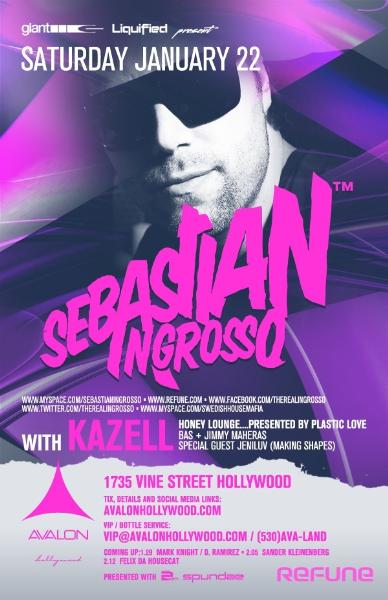 giant Liquified present
SATURDAY JANUARY 22
SEBASTIAN™
INGROSSO
WWW.MYSPACE.COM/SEBASTIANINGROSSO • WWW.REFUNE.COM • WWW.FACEBOOK.COM/THEREALINGROSSO
WWW.TWITTER.COM/THEREALINGROSSO • WWW.MYSPACE.COM/SWEDISHHOUSEMAFIA
WITH KAZELL
HONEY LOUNGE...PRESENTED BY PLASTIC LOVE
BAS + JIMMY MAHERAS
SPECIAL GUEST JENILUV (MAKING SHAPES)
AVALON
hollywood
1735 VINE STREET HOLLYWOOD
TIX, DETAILS AND SOCIAL MEDIA LINKS:
AVALONHOLLYWOOD.COM
VIP / BOTTLE SERVICE:
VIP@AVALONHOLLYWOOD.COM / (530)AVA-LAND
COMING UP:1.29 MARK KNIGHT / D. RAMIREZ • 2.05 SANDER KLEINENBERG
2.12 FELIX DA HOUSECAT
PRESENTED WITH spundae
REFUNE